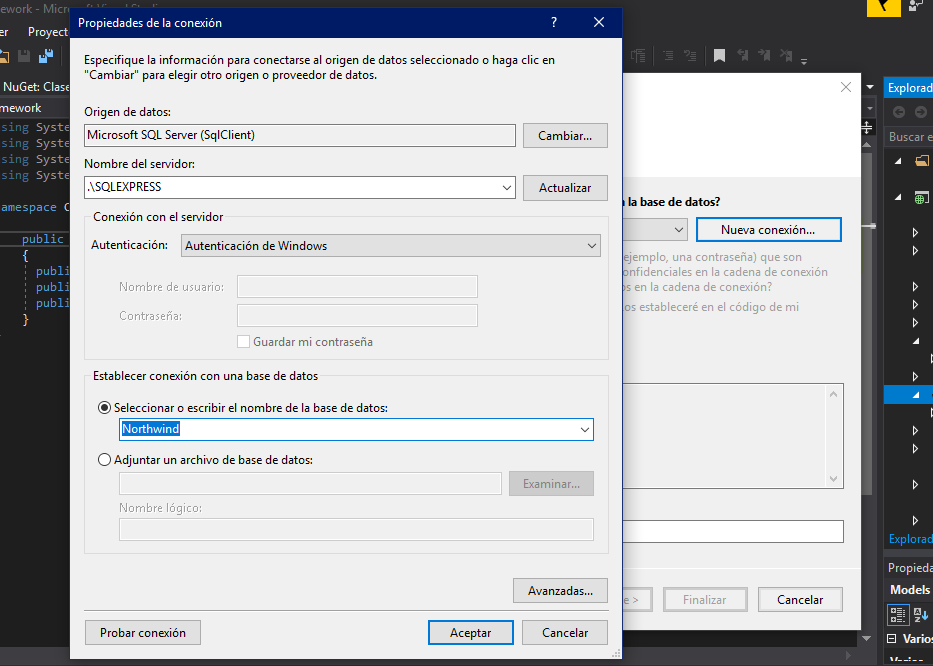 Propiedades de la conexión
?
Proyect
NuGet: Clase
mework
sing Syste
sing Syste
sing Syste
sing Syste
amespace C
public
{
publi
publi
publi
}
Especifique la información para conectarse al origen de datos seleccionado o haga clic en
"Cambiar" para elegir otro origen o proveedor de datos.
Origen de datos:
Microsoft SQL Server (SqlClient)
Cambiar...
Nombre del servidor:
.\SQLEXPRESS
Actualizar
Conexión con el servidor
Autenticación:
Autenticación de Windows
Nombre de usuario:
Contraseña:
Guardar mi contraseña
Establecer conexión con una base de datos
Seleccionar o escribir el nombre de la base de datos:
Northwind
Adjuntar un archivo de base de datos:
Examinar...
Nombre lógico:
Avanzadas...
Probar conexión
Aceptar
Cancelar
la base de datos?
Nueva conexión...
ejemplo, una contraseña) que son
onfidenciales en la cadena de conexión
os en la cadena de conexión?
os estableceré en el código de mi
e >
Finalizar
Cancelar
Explorad
Buscar e
Explorad
Propieda
Models
Varios